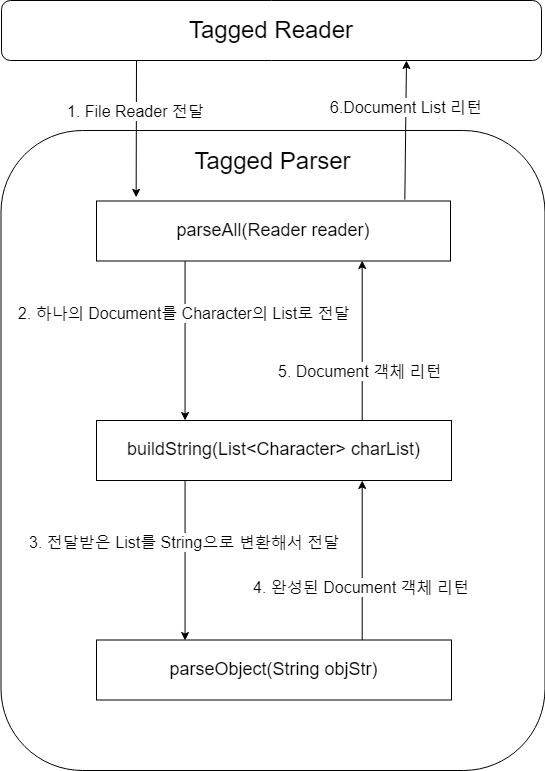 Tagged Reader
1. File Reader 전달
6.Document List 리턴
Tagged Parser
parseAll(Reader reader)
2. 하나의 Document를 Character의 List로 전달
5. Document 객체 리턴
buildString(List<Character> charList)
3. 전달받은 List를 String으로 변환해서 전달
4. 완성된 Document 객체 리턴
parseObject(String objStr)